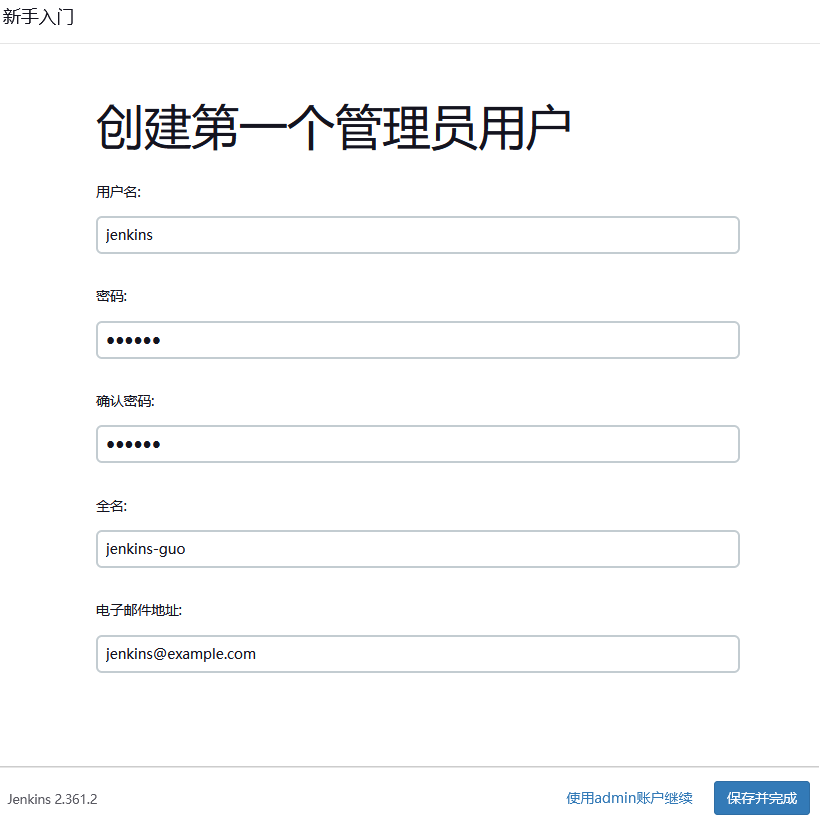 新手入门
创建第一个管理员用户
用户名:
jenkins
密码:
••••••
确认密码:
••••••
全名:
jenkins-guo
电子邮件地址:
jenkins@example.com
Jenkins 2.361.2
使用admin账户继续
保存并完成